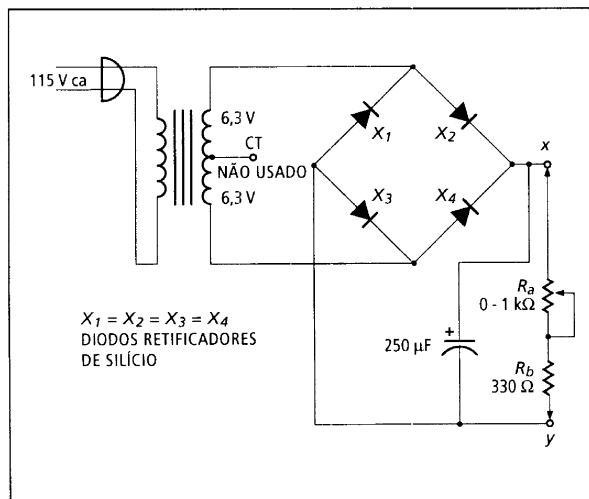 115 V ca
6,3 V
CT
NÃO USADO
6,3 V
X1
X2
X3
X4
x
Ra
0 - 1 kΩ
+
250 µF
Rb
330 Ω
y
X1 = X2 = X3 = X4
DIODOS RETIFICADORES
DE SILÍCIO